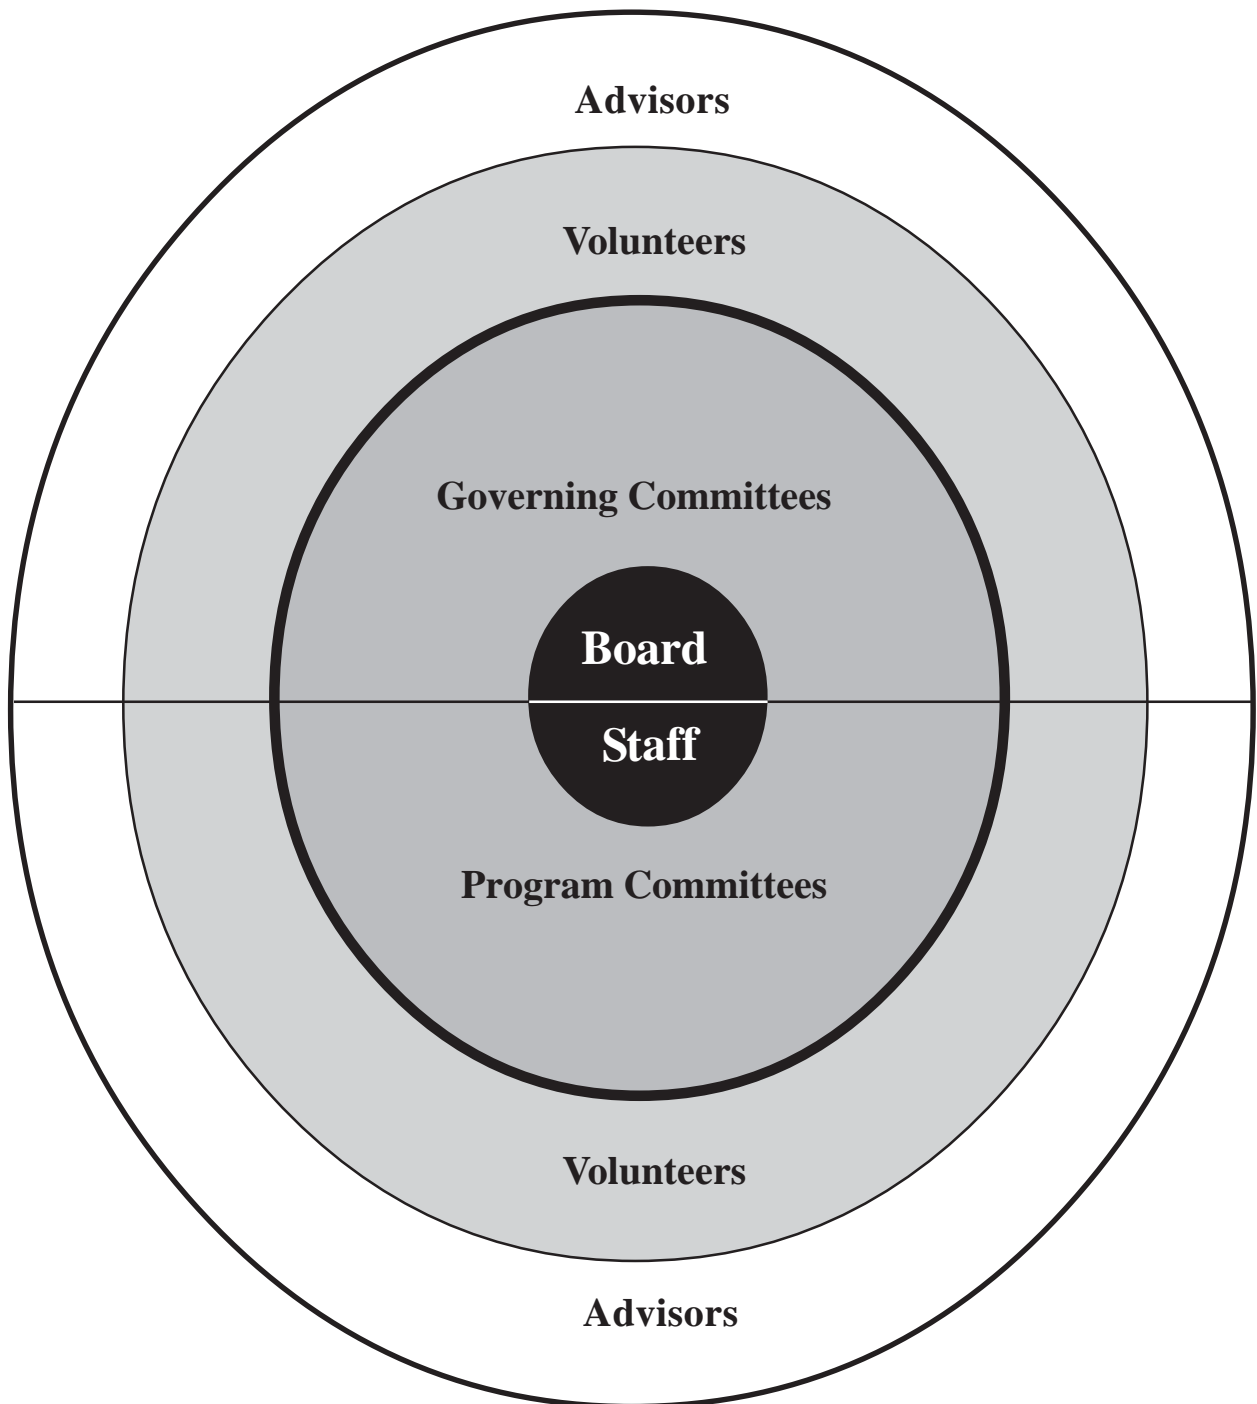 Advisors
Volunteers
Governing Committees
Board
Staff
Program Committees
Volunteers
Advisors